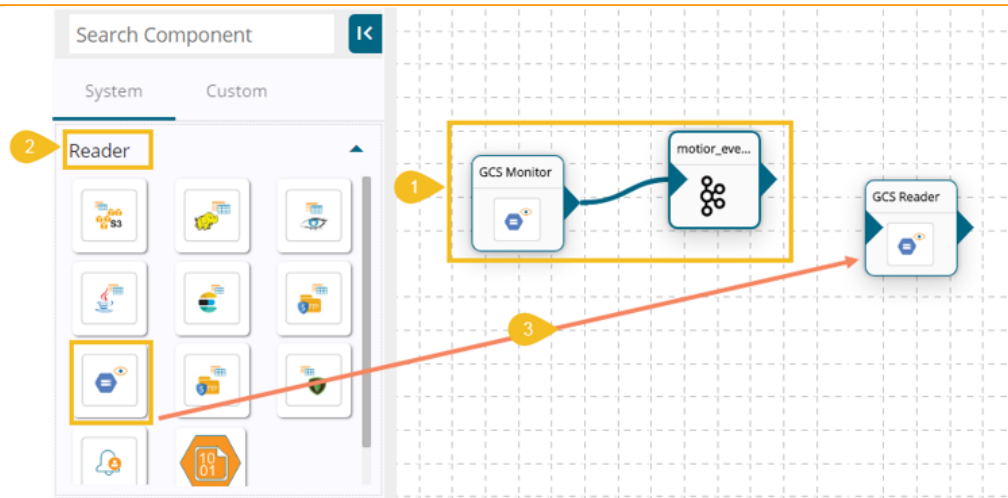 Search Component
System
Custom
2
Reader
1
GCS Monitor
motior_eve...
GCS Reader
S3
3
10
01